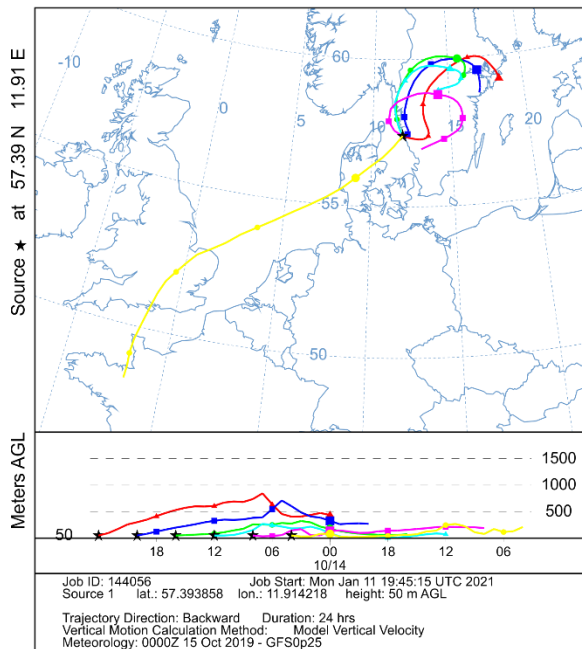 Source ★ at 57.39 N 11.91 E
-10
-5
0
5
10
15
20
60
55
50
Meters AGL
1500
1000
500
50
18 12 06 00 18 12 06
10/14
Job ID: 144056 Job Start: Mon Jan 11 19:45:15 UTC 2021
Source 1 lat.: 57.393858 lon.: 11.914218 height: 50 m AGL
Trajectory Direction: Backward Duration: 24 hrs
Vertical Motion Calculation Method: Model Vertical Velocity
Meteorology: 0000Z 15 Oct 2019 - GFS0p25